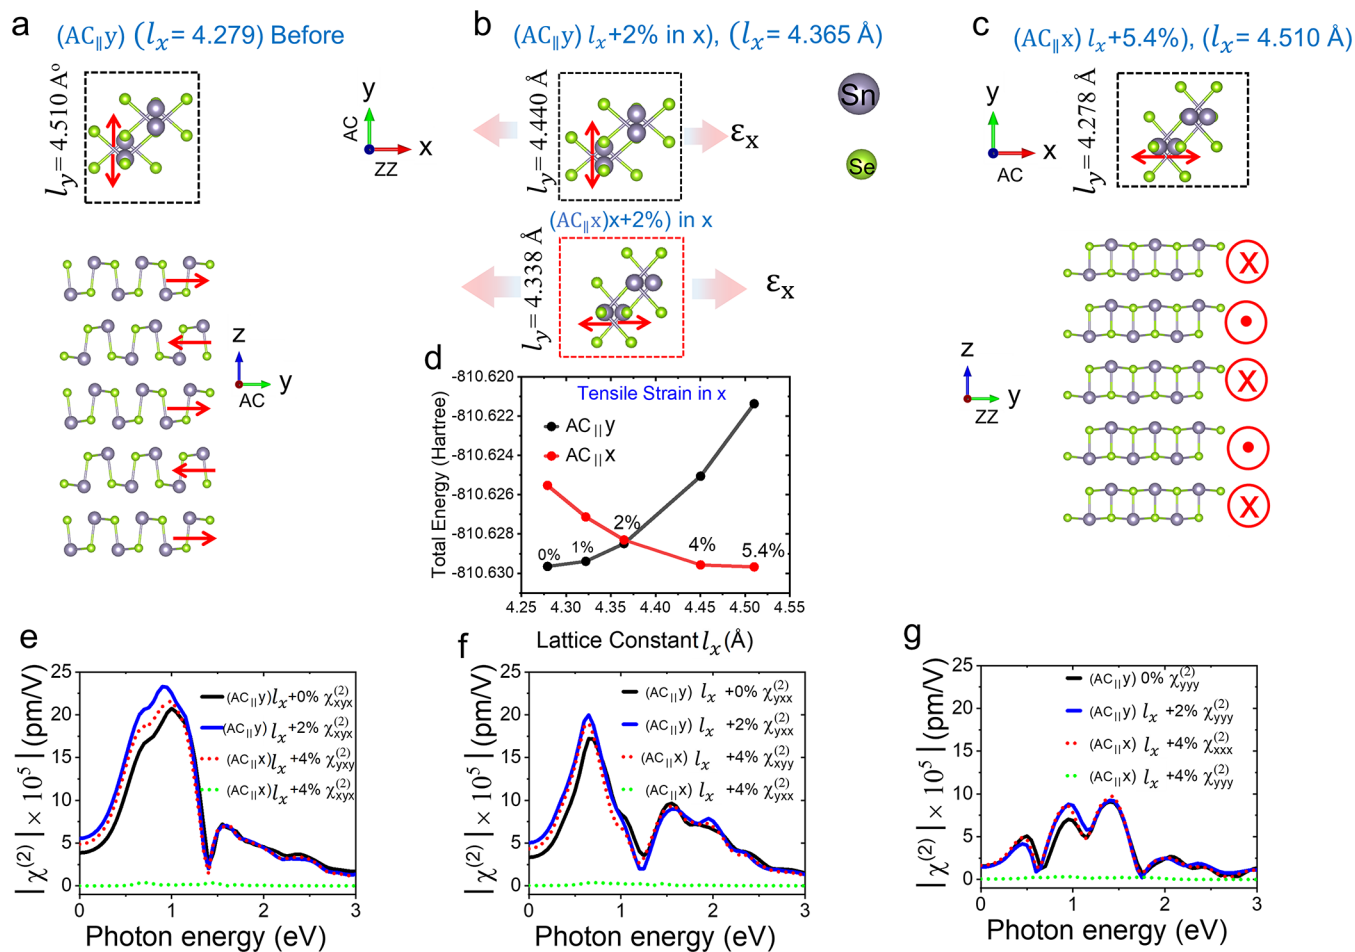 a
(AC∥y) (lx= 4.279) Before
ly= 4.510 Aº
y
AC
x
ZZ
z
y
AC
b
(AC∥y) lx+2% in x), (lx= 4.365 Å)
ly= 4.440 Å
εx
(AC∥x)x+2%) in x
ly= 4.338 Å
εx
Sn
Se
c
(AC∥x) lx+5.4%), (lx= 4.510 Å)
y
x
AC
ly= 4.278 Å
X
X
X
z
y
ZZ
d
Tensile Strain in x
AC∥y
AC∥x
0%
1%
2%
4%
5.4%
-810.620
-810.622
-810.624
-810.626
-810.628
-810.630
Total Energy (Hartree)
4.25 4.30 4.35 4.40 4.45 4.50 4.55
Lattice Constant lx(Å)
e
|χ(2)| × 10⁵ |(pm/V)
25
20
15
10
5
0
(AC∥y)lx+0% χ(2)xyx
(AC∥y)lx+2% χ(2)xyx
(AC∥x)lx+4% χ(2)yxy
(AC∥x)lx+4% χ(2)xyx
0 1 2 3
Photon energy (eV)
f
|χ(2)| × 10⁵ |(pm/V)
25
20
15
10
5
0
(AC∥y) lx +0% χ(2)yxx
(AC∥y) lx +2% χ(2)yxx
(AC∥x) lx +4% χ(2)xyy
(AC∥x) lx +4% χ(2)yxx
0 1 2 3
Photon energy (eV)
g
|χ(2)| × 10⁵ |(pm/V)
25
20
15
10
5
0
(AC∥y) 0% χ(2)yyy
(AC∥y) lx +2% χ(2)yyy
(AC∥x) lx +4% χ(2)xxx
(AC∥x) lx +4% χ(2)yyy
0 1 2 3
Photon energy (eV)